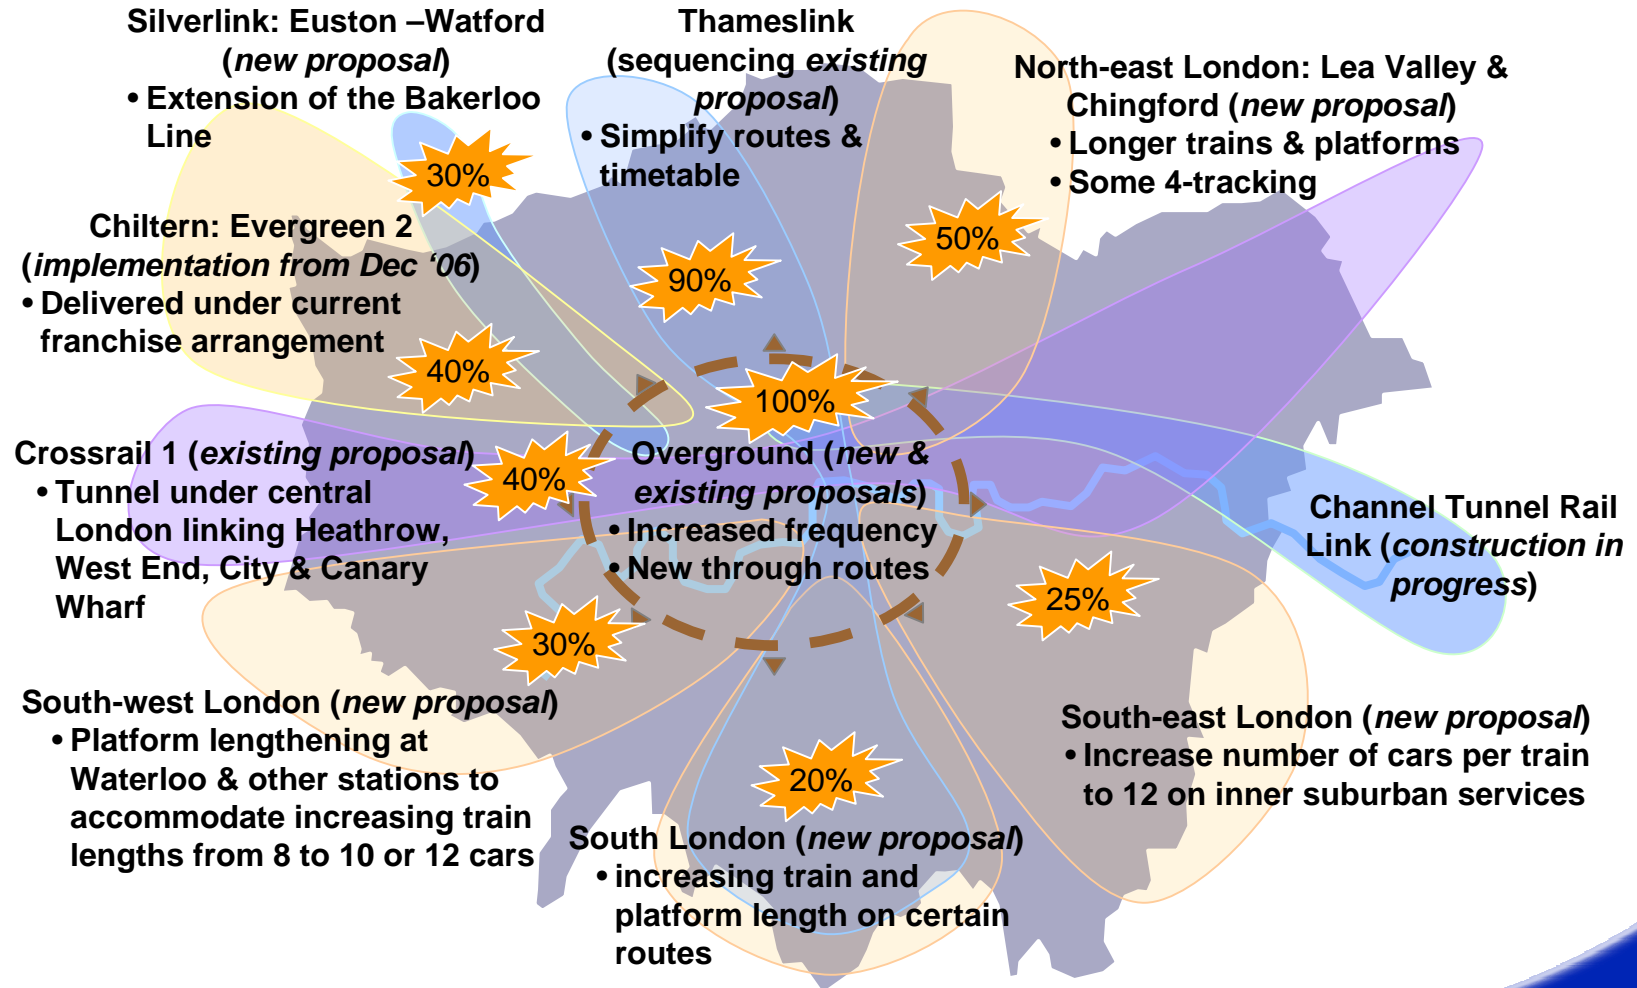 Silverlink: Euston –Watford
(new proposal)
• Extension of the Bakerloo
Line
30%
Thameslink
(sequencing existing
proposal)
• Simplify routes &
timetable
90%
North-east London: Lea Valley &
Chingford (new proposal)
• Longer trains & platforms
• Some 4-tracking
50%
Chiltern: Evergreen 2
(implementation from Dec ‘06)
• Delivered under current
franchise arrangement
40%
100%
Overground (new &
existing proposals)
• Increased frequency
• New through routes
Crossrail 1 (existing proposal)
• Tunnel under central
London linking Heathrow,
West End, City & Canary
Wharf
40%
Channel Tunnel Rail
Link (construction in
progress)
30%
South-west London (new proposal)
• Platform lengthening at
Waterloo & other stations to
accommodate increasing train
lengths from 8 to 10 or 12 cars
20%
South London (new proposal)
• increasing train and
platform length on certain
routes
25%
South-east London (new proposal)
• Increase number of cars per train
to 12 on inner suburban services